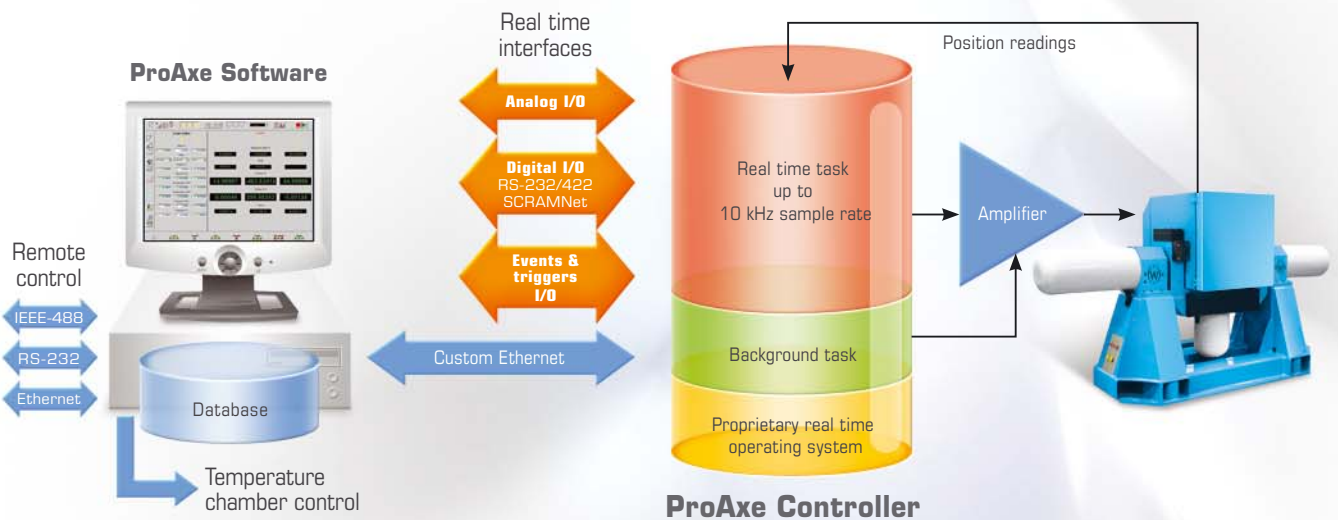 ProAxe Software
Remote
control
IEEE-488
RS-232
Ethernet
Database
Temperature
chamber control
Real time
interfaces
Analog I/O
Digital I/O
RS-232/422
SCRAMNet
Events &
triggers
I/O
Custom Ethernet
Real time task
up to
10 kHz sample rate
Background task
Proprietary real time
operating system
ProAxe Controller
Position readings
Amplifier